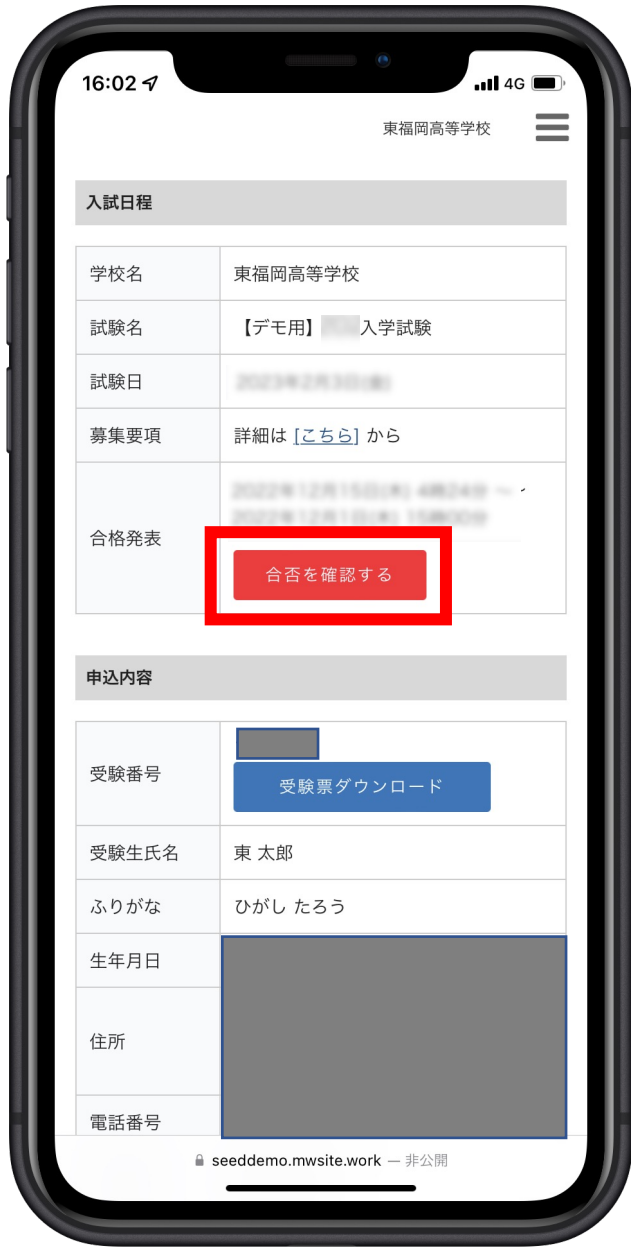 16:02
4G
東福岡高等学校
入試日程
学校名
東福岡高等学校
試験名
【デモ用】 入学試験
試験日
募集要項
詳細は [こちら] から
合格発表
合否を確認する
申込内容
受験番号
受験票ダウンロード
受験生氏名
東 太郎
ふりがな
ひがし たろう
生年月日
住所
電話番号
seeddemo.mwsite.work — 非公開